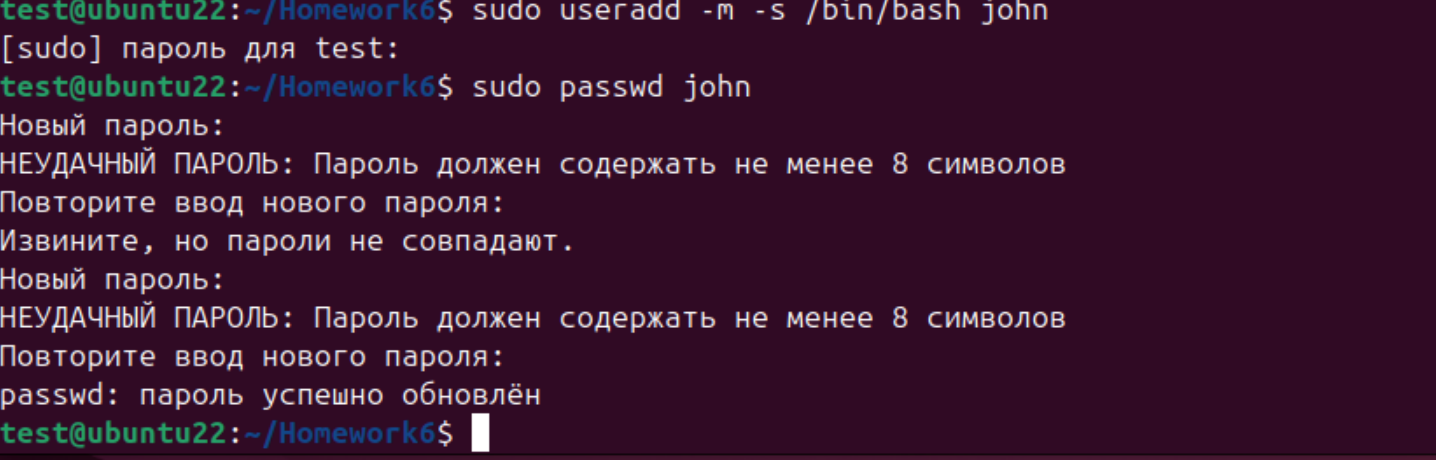 test@ubuntu22:~/Homework6$ sudo useradd -m -s /bin/bash john
[sudo] пароль для test:
test@ubuntu22:~/Homework6$ sudo passwd john
Новый пароль:
НЕУДАЧНЫЙ ПАРОЛЬ: Пароль должен содержать не менее 8 символов
Повторите ввод нового пароля:
Извините, но пароли не совпадают.
Новый пароль:
НЕУДАЧНЫЙ ПАРОЛЬ: Пароль должен содержать не менее 8 символов
Повторите ввод нового пароля:
passwd: пароль успешно обновлён
test@ubuntu22:~/Homework6$